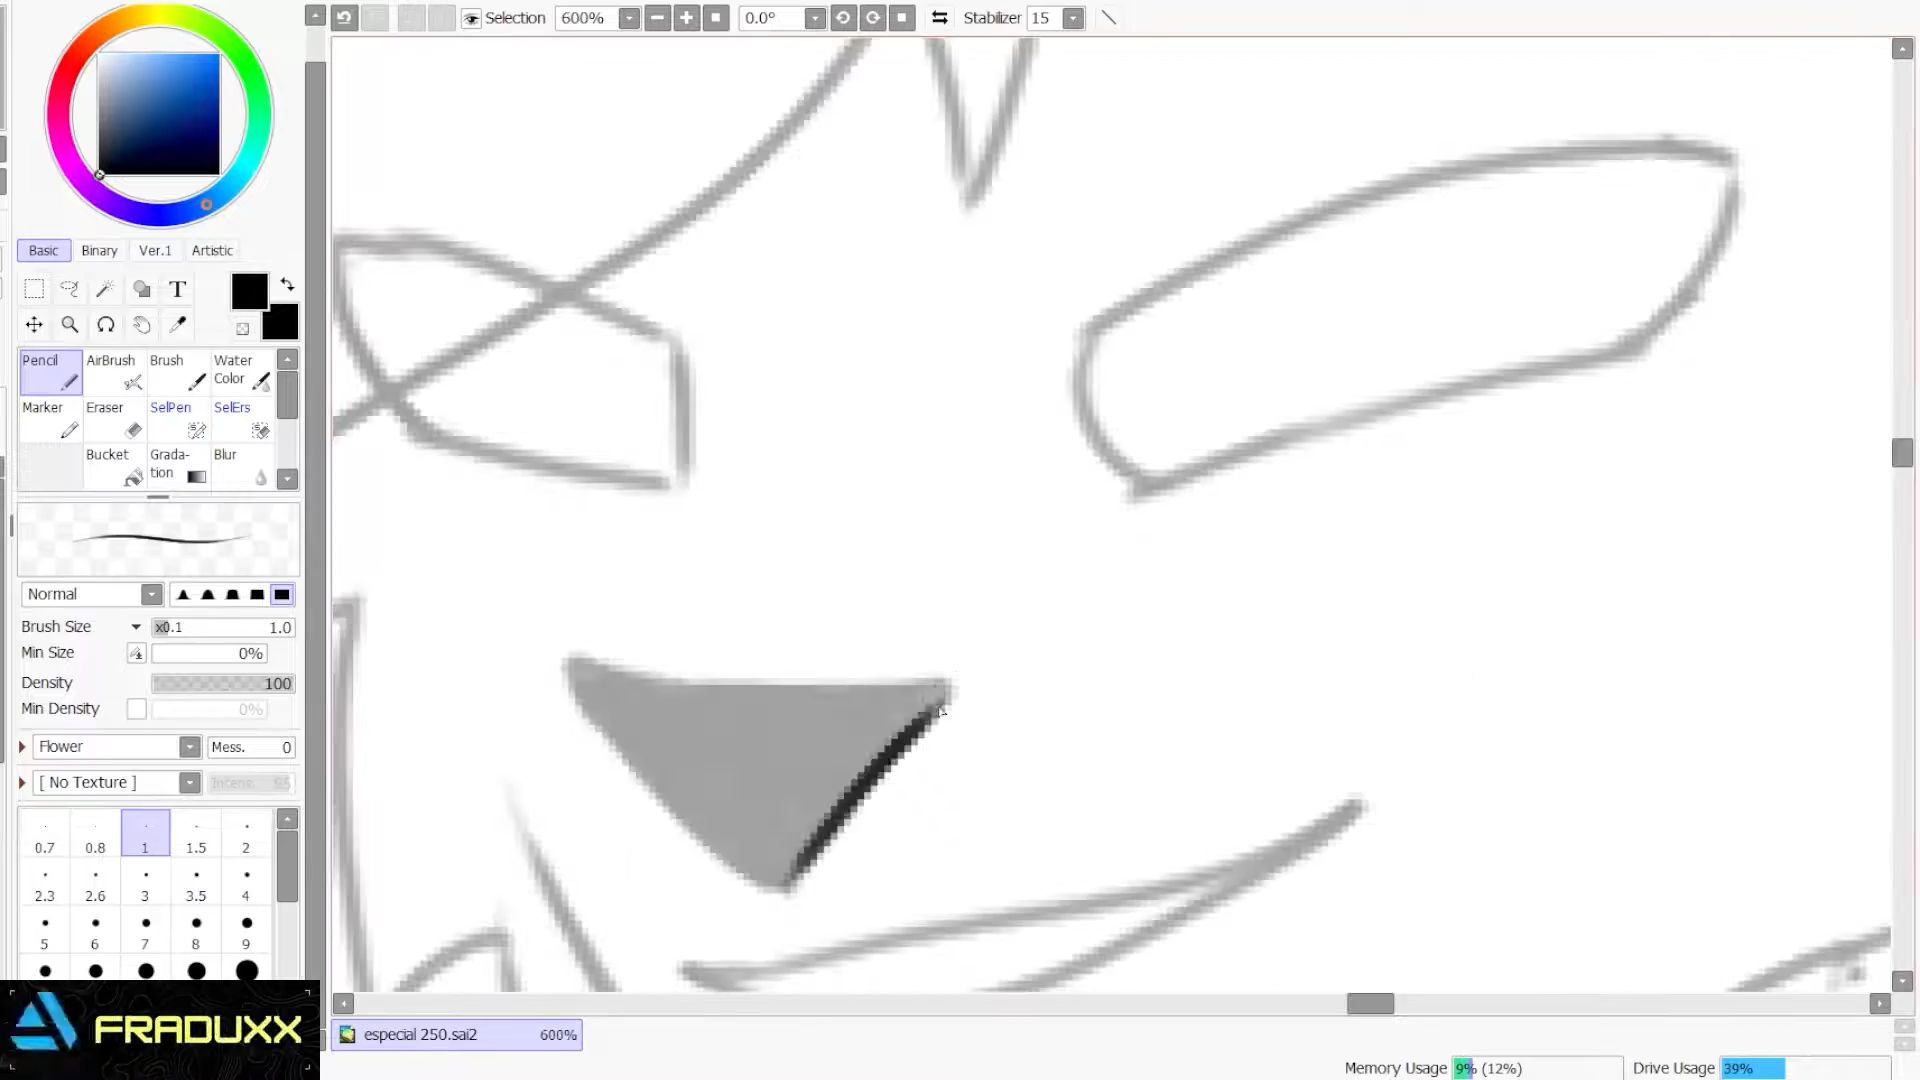 Selection 600% 0.0° Stabilizer 15
Basic Binary Ver.1 Artistic
T
Pencil AirBrush Brush Water Color
Marker Eraser SelPen SelErs
Bucket Grada-tion Blur
Normal
Brush Size x0.1 1.0
Min Size 0%
Density 100
Min Density 0%
Flower Mess. 0
[ No Texture ] Intens. 95
0.7 0.8 1 1.5 2
2.3 2.6 3 3.5 4
5 6 7 8 9
FRADUXX
especial 250.sai2 600%
Memory Usage 9% (12%) Drive Usage 39%